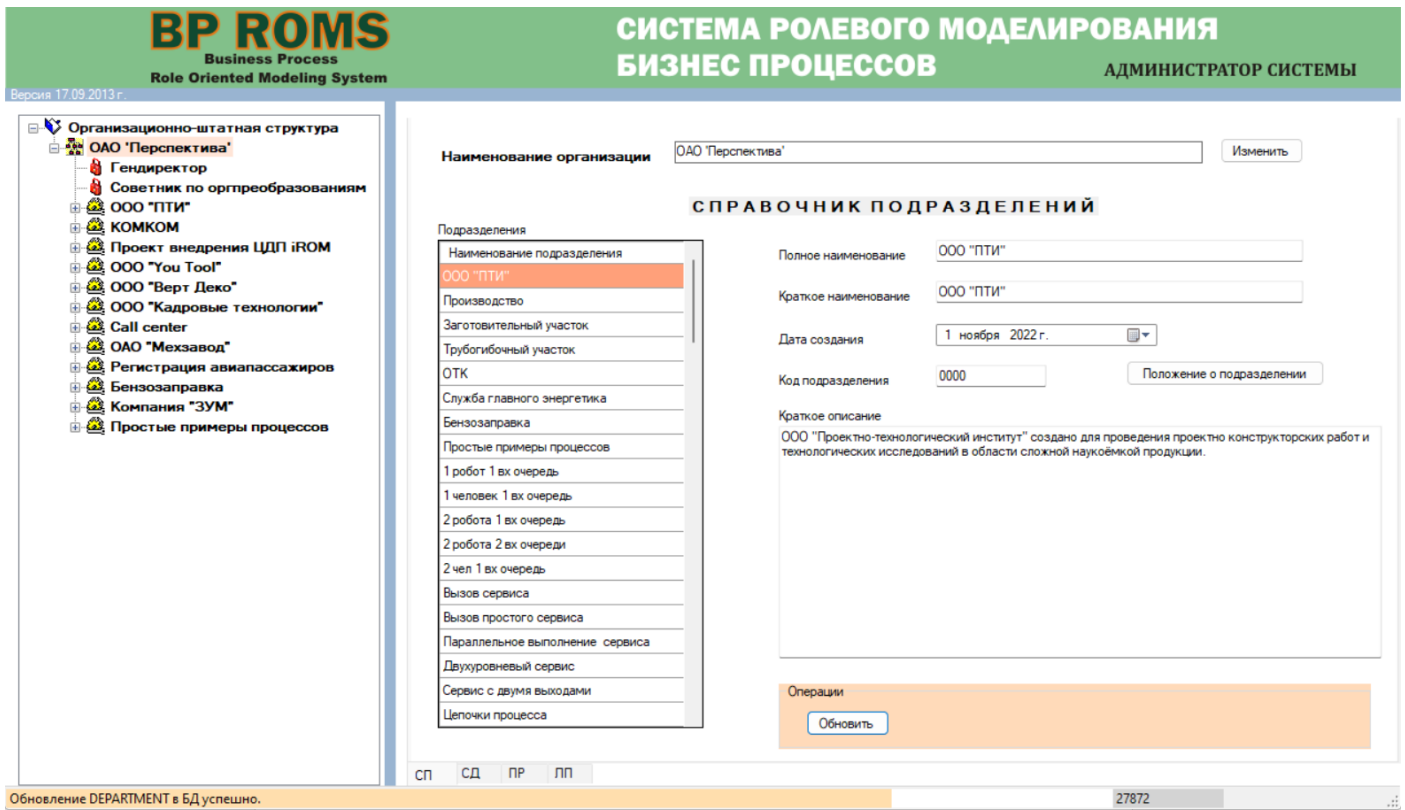 BP ROMS
Business Process
Role Oriented Modeling System
СИСТЕМА РОЛЕВОГО МОДЕЛИРОВАНИЯ
БИЗНЕС ПРОЦЕССОВ
АДМИНИСТРАТОР СИСТЕМЫ
Версия 17.09.2013 г.
Организационно-штатная структура
ОАО 'Перспектива'
Гендиректор
Советник по оргпреобразованиям
ООО "ПТИ"
КОМКОМ
Проект внедрения ЦДП iROM
ООО "You Tool"
ООО "Верт Деко"
ООО "Кадровые технологии"
Call center
ОАО "Мехзавод"
Регистрация авиапассажиров
Бензозаправка
Компания "ЗУМ"
Простые примеры процессов
Наименование организации
ОАО 'Перспектива'
Изменить
СПРАВОЧНИК ПОДРАЗДЕЛЕНИЙ
Подразделения
Наименование подразделения
ООО "ПТИ"
Производство
Заготовительный участок
Трубогибочный участок
ОТК
Служба главного энергетика
Бензозаправка
Простые примеры процессов
1 робот 1 вх очередь
1 человек 1 вх очередь
2 робота 1 вх очередь
2 робота 2 вх очереди
2 чел 1 вх очередь
Вызов сервиса
Вызов простого сервиса
Параллельное выполнение сервиса
Двухуровневый сервис
Сервис с двумя выходами
Цепочки процесса
Полное наименование
ООО "ПТИ"
Краткое наименование
ООО "ПТИ"
Дата создания
1 ноября 2022 г.
Код подразделения
0000
Положение о подразделении
Краткое описание
ООО "Проектно-технологический институт" создано для проведения проектно конструкторских работ и
технологических исследований в области сложной наукоёмкой продукции.
Операции
Обновить
СП
СД
ПР
ЛП
Обновление DEPARTMENT в БД успешно.
27872